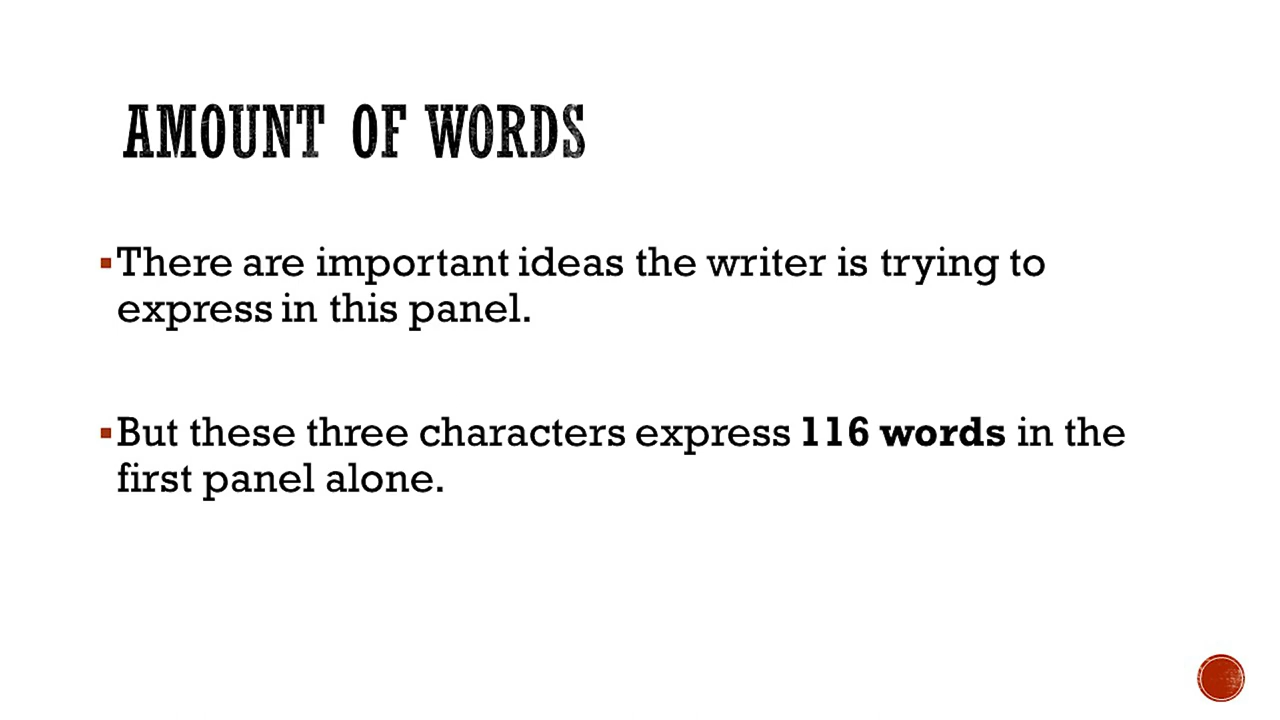 AMOUNT OF WORDS
▪There are important ideas the writer is trying to
express in this panel.
▪But these three characters express 116 words in the
first panel alone.